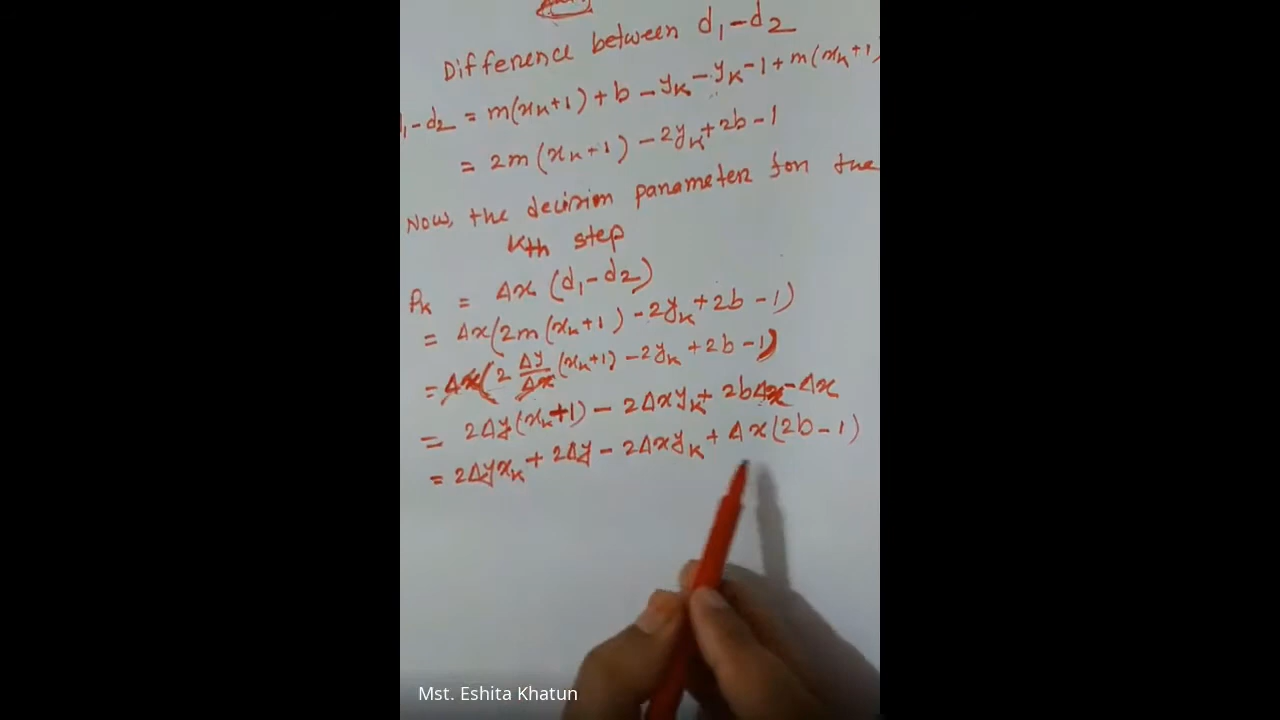 Difference between d₁-d₂
₁-d₂ = m(xₖ+1) + b - yₖ - yₖ - 1 + m(xₖ+1)
= 2m(xₖ+1) - 2yₖ + 2b - 1
Now, the decision parameter for the
kth step
Pₖ = Δx (d₁-d₂)
= Δx(2m(xₖ+1) - 2yₖ + 2b - 1)
= Δx(2 Δy/Δx (xₖ+1) - 2yₖ + 2b - 1)
= 2Δy(xₖ+1) - 2Δxyₖ + 2bΔx - Δx
= 2Δyxₖ + 2Δy - 2Δxyₖ + Δx(2b-1)
Mst. Eshita Khatun